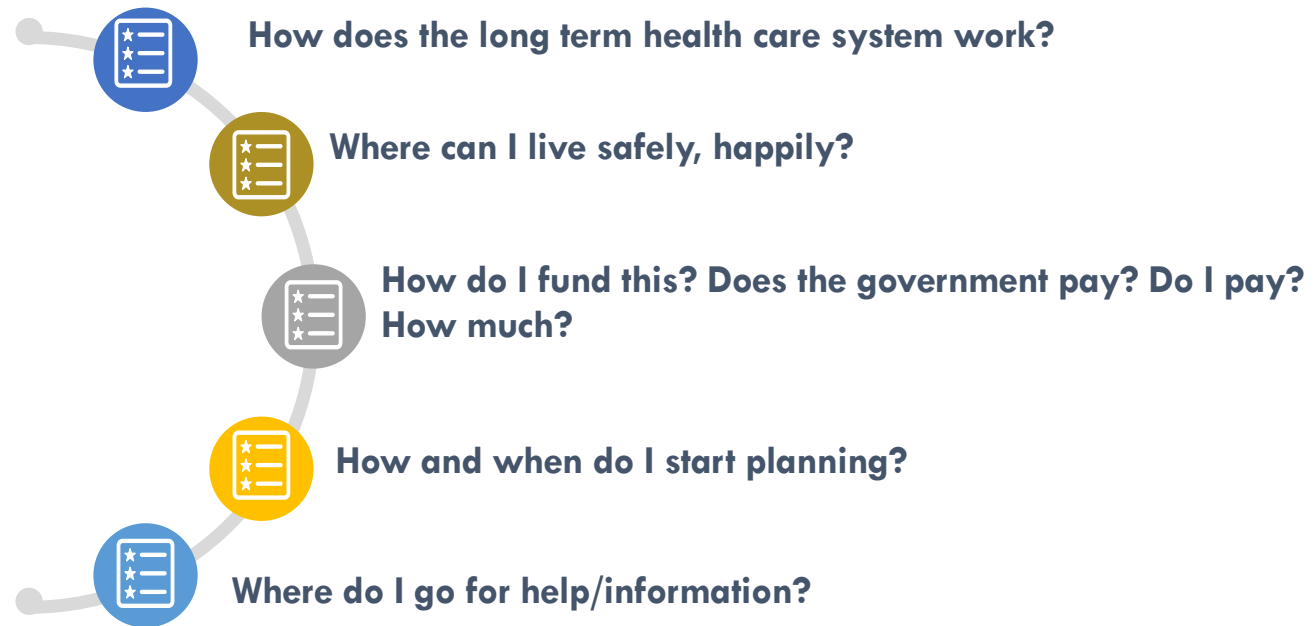 How does the long term health care system work?
Where can I live safely, happily?
How do I fund this? Does the government pay? Do I pay?
How much?
How and when do I start planning?
Where do I go for help/information?